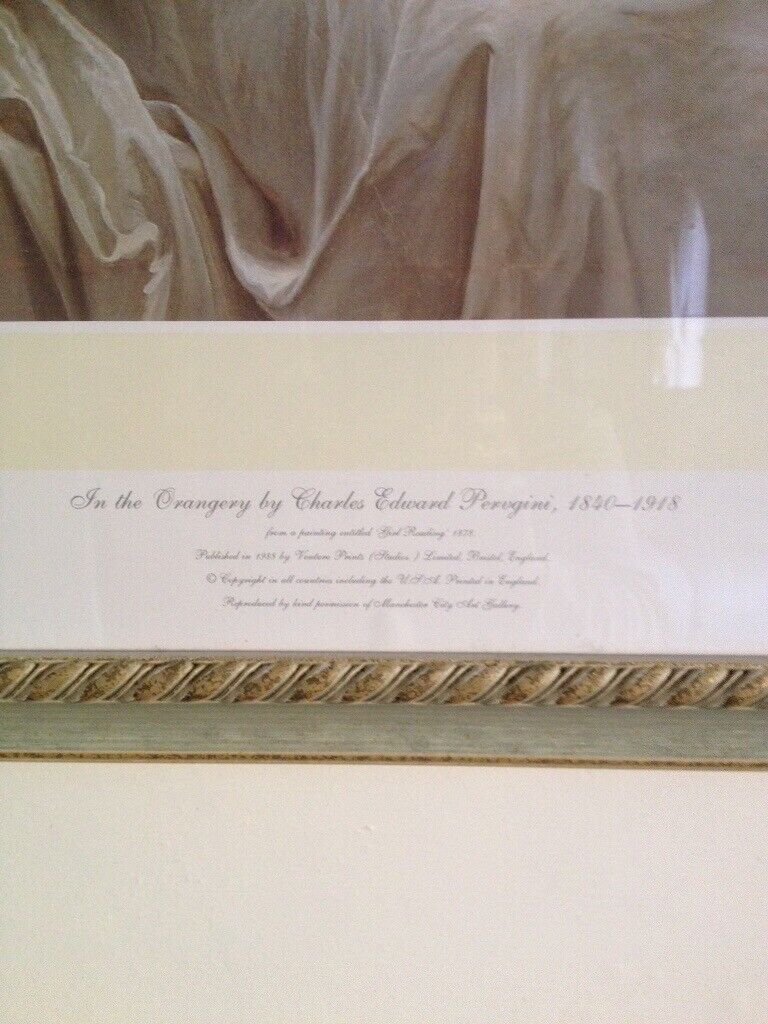 In the Orangery by Charles Edward Perugini, 1840–1918
from a painting entitled 'Girl Reading' 1878.
Published in 1988 by Venture Prints (Studios) Limited, Bristol, England.
© Copyright in all countries including the U.S.A. Printed in England.
Reproduced by kind permission of Manchester City Art Gallery.